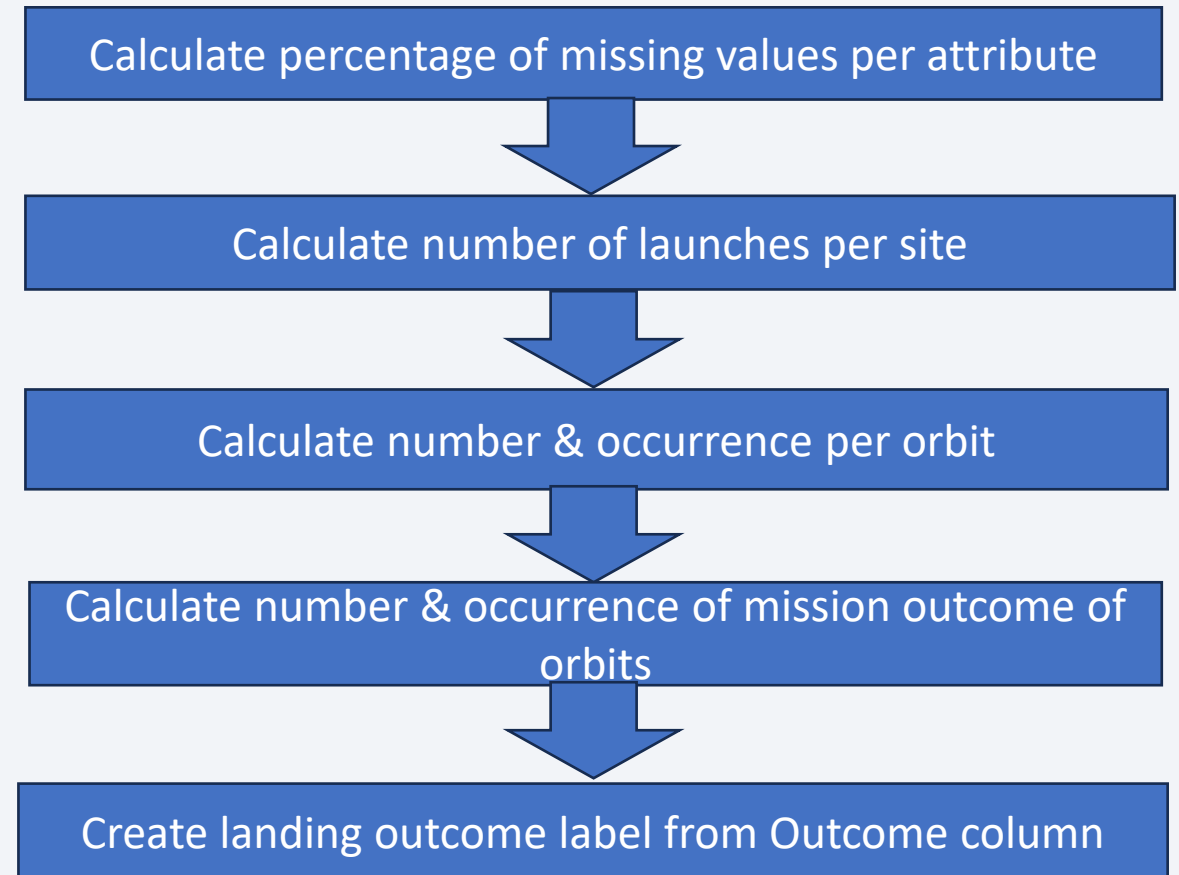 Calculate percentage of missing values per attribute
Calculate number of launches per site
Calculate number & occurrence per orbit
Calculate number & occurrence of mission outcome of
orbits
Create landing outcome label from Outcome column